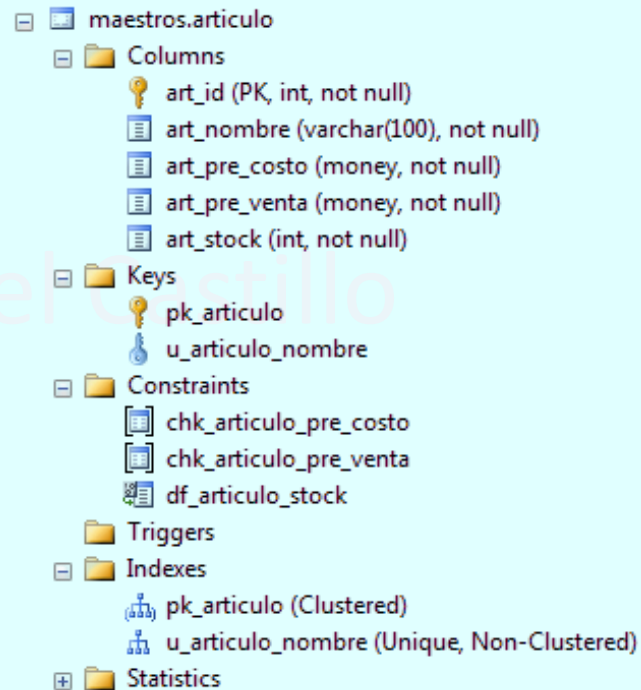 maestros.articulo
Columns
art_id (PK, int, not null)
art_nombre (varchar(100), not null)
art_pre_costo (money, not null)
art_pre_venta (money, not null)
art_stock (int, not null)
Keys
el Castillo
pk_articulo
u_articulo_nombre
Constraints
chk_articulo_pre_costo
chk_articulo_pre_venta
df_articulo_stock
Triggers
Indexes
pk_articulo (Clustered)
u_articulo_nombre (Unique, Non-Clustered)
Statistics